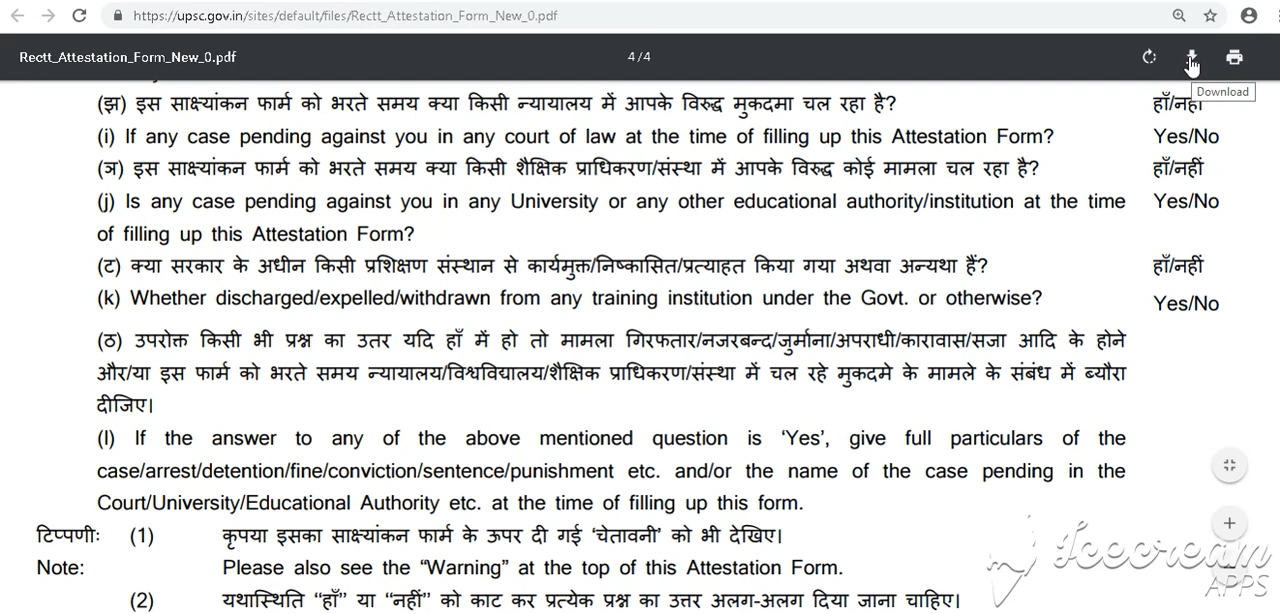 https://upsc.gov.in/sites/default/files/Rectt_Attestation_Form_New_0.pdf
Rectt_Attestation_Form_New_0.pdf 4/4
Download
(झ) इस साक्ष्यांकन फार्म को भरते समय क्या किसी न्यायालय में आपके विरुद्ध मुकदमा चल रहा है? हाँ/नहीं
(i) If any case pending against you in any court of law at the time of filling up this Attestation Form? Yes/No
(ञ) इस साक्ष्यांकन फार्म को भरते समय क्या किसी शैक्षिक प्राधिकरण/संस्था में आपके विरुद्ध कोई मामला चल रहा है? हाँ/नहीं
(j) Is any case pending against you in any University or any other educational authority/institution at the time Yes/No
of filling up this Attestation Form?
(ट) क्या सरकार के अधीन किसी प्रशिक्षण संस्थान से कार्यमुक्त/निष्कासित/प्रत्याहत किया गया अथवा अन्यथा हैं? हाँ/नहीं
(k) Whether discharged/expelled/withdrawn from any training institution under the Govt. or otherwise? Yes/No
(ठ) उपरोक्त किसी भी प्रश्न का उतर यदि हाँ में हो तो मामला गिरफतार/नजरबन्द/जुर्माना/अपराधी/कारावास/सजा आदि के होने
और/या इस फार्म को भरते समय न्यायालय/विश्वविद्यालय/शैक्षिक प्राधिकरण/संस्था में चल रहे मुकदमे के मामले के संबंध में ब्यौरा
दीजिए।
(l) If the answer to any of the above mentioned question is ‘Yes’, give full particulars of the
case/arrest/detention/fine/conviction/sentence/punishment etc. and/or the name of the case pending in the
Court/University/Educational Authority etc. at the time of filling up this form.
टिप्पणीः (1) कृपया इसका साक्ष्यांकन फार्म के ऊपर दी गई ‘चेतावनी’ को भी देखिए।
Note: Please also see the “Warning” at the top of this Attestation Form.
(2) यथास्थिति “हाँ” या “नहीं” को काट कर प्रत्येक प्रश्न का उत्तर अलग-अलग दिया जाना चाहिए।
Icecream
APPS